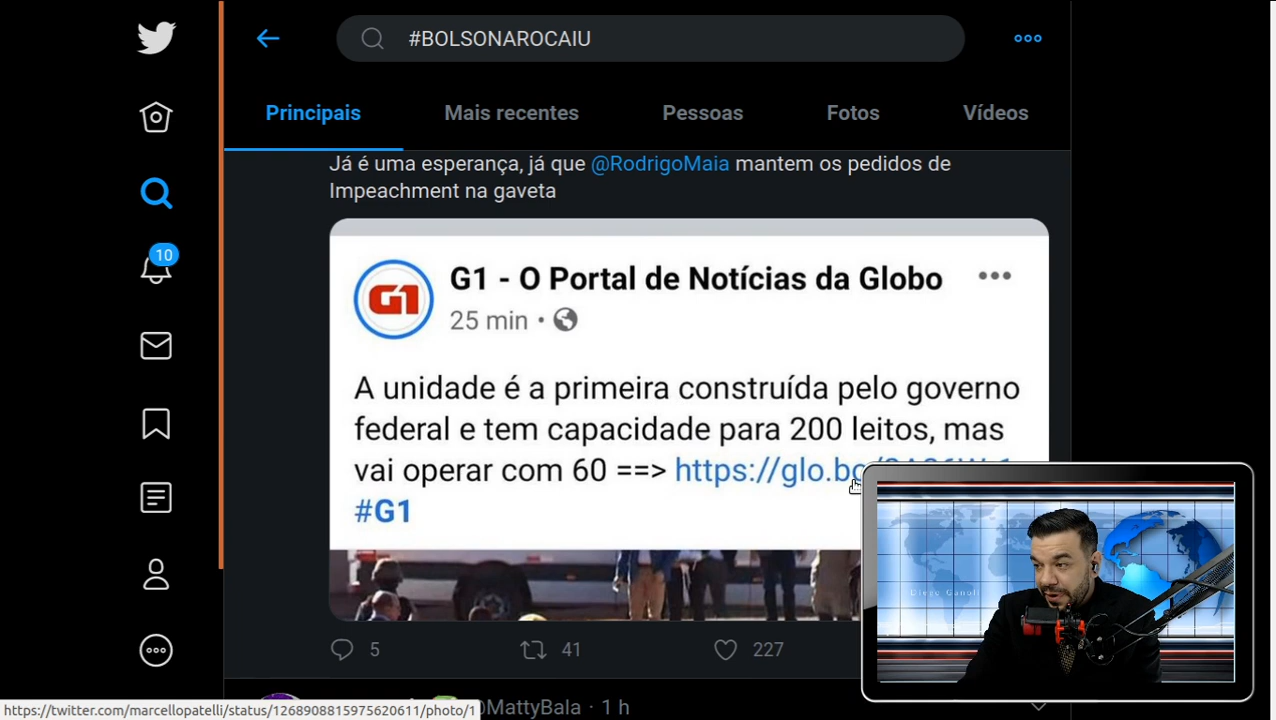 #BOLSONAROCAIU
Principais
Mais recentes
Pessoas
Fotos
Vídeos
Já é uma esperança, já que @RodrigoMaia mantem os pedidos de
Impeachment na gaveta
G1
G1 - O Portal de Notícias da Globo
25 min ·
A unidade é a primeira construída pelo governo
federal e tem capacidade para 200 leitos, mas
vai operar com 60 ==> https://glo.bo
#G1
10
5
41
227
@MattyBala · 1 h
https://twitter.com/marcellopatelli/status/1268908815975620611/photo/1